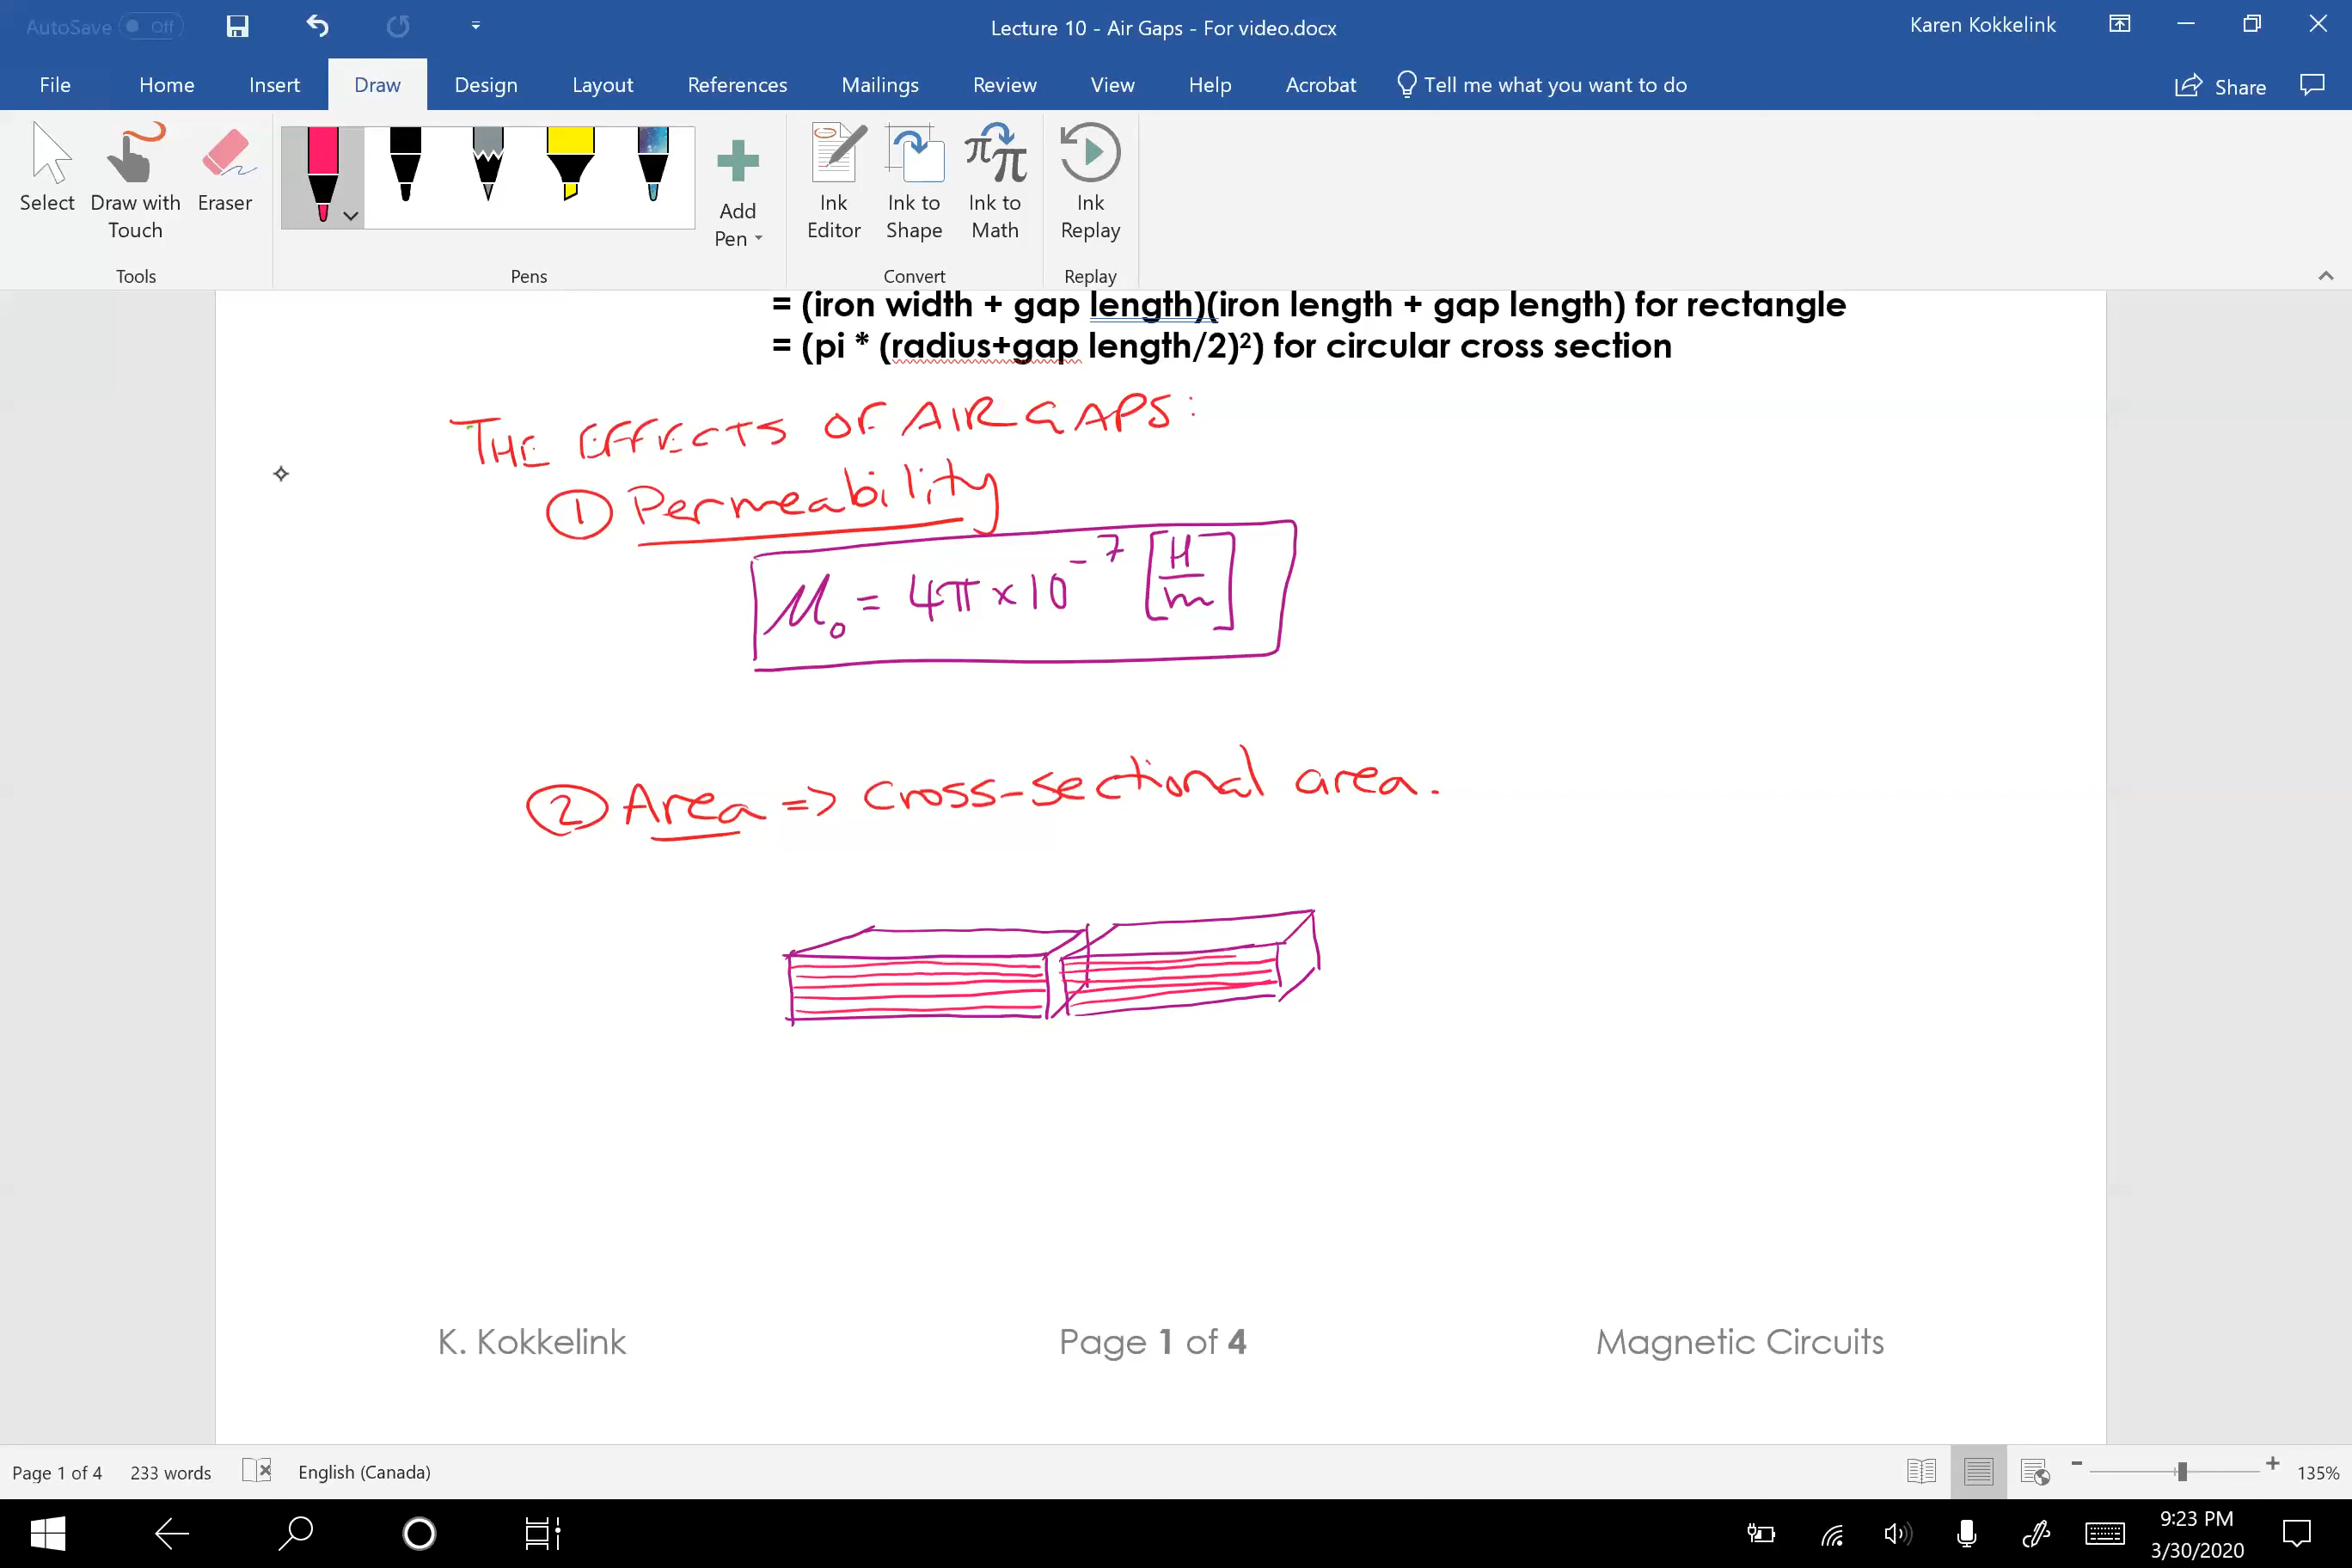 AutoSave Off
Lecture 10 - Air Gaps - For video.docx
Karen Kokkelink
File Home Insert Draw Design Layout References Mailings Review View Help Acrobat Tell me what you want to do Share
Select
Draw with Touch
Eraser
Add Pen
Ink Editor
Ink to Shape
Ink to Math
Ink Replay
Tools Pens Convert Replay
= (iron width + gap length)(iron length + gap length) for rectangle
= (pi * (radius+gap length/2)²) for circular cross section
THE EFFECTS OF AIR GAPS:
① Permeability
μ₀ = 4π × 10⁻⁷ [H/m]
② Area => Cross-sectional area.
K. Kokkelink Page 1 of 4 Magnetic Circuits
Page 1 of 4 233 words English (Canada) 135%
9:23 PM
3/30/2020